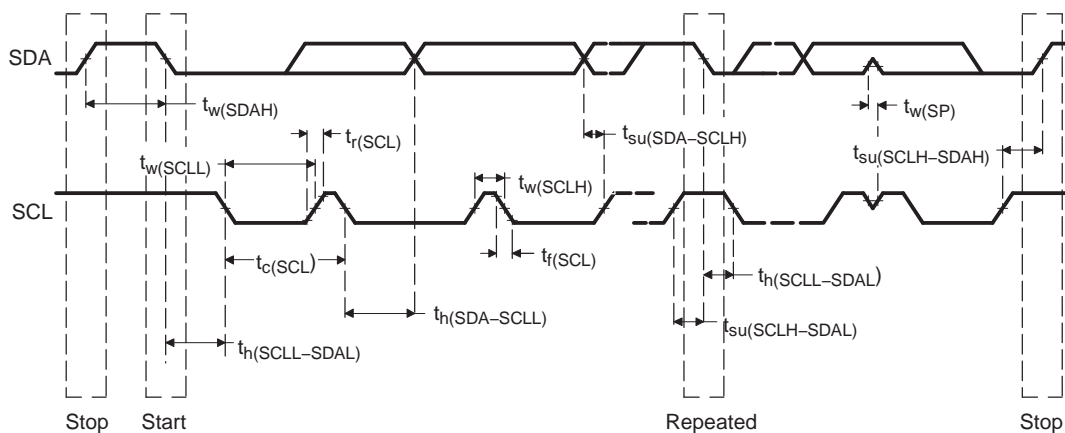 SDA
tw(SDAH)
tw(SP)
tr(SCL)
tsu(SDA–SCLH)
tsu(SCLH–SDAH)
tw(SCLL)
tw(SCLH)
SCL
tc(SCL)
tf(SCL)
th(SCLL–SDAL)
th(SDA–SCLL)
tsu(SCLH–SDAL)
th(SCLL–SDAL)
Stop
Start
Repeated
Stop